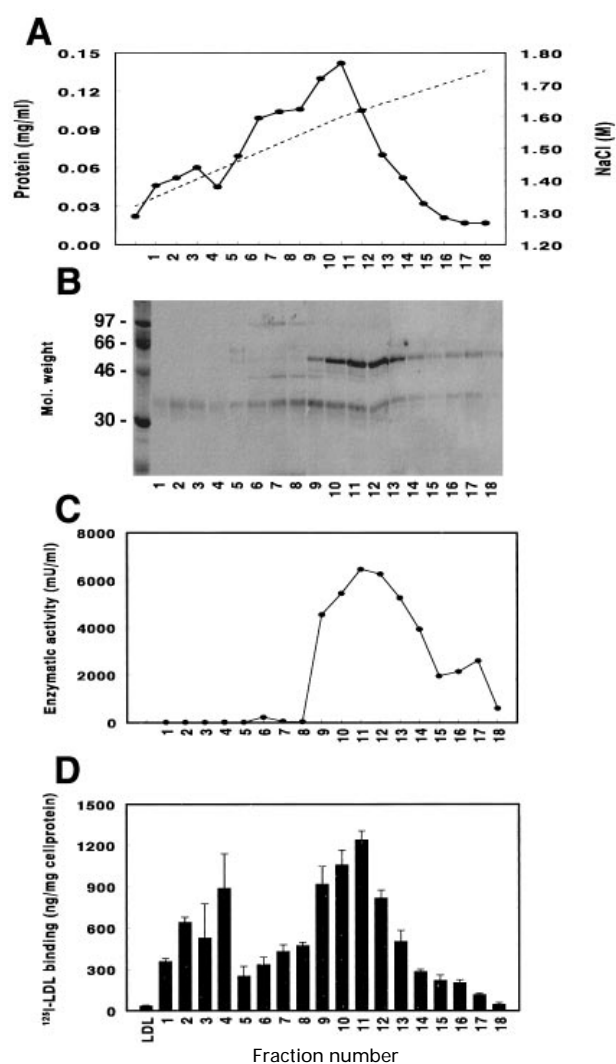 A
Protein (mg/ml)
0.15
0.12
0.09
0.06
0.03
0.00
NaCl (M)
1.80
1.70
1.60
1.50
1.40
1.30
1.20
1 2 3 4 5 6 7 8 9 10 11 12 13 14 15 16 17 18
B
Mol. weight
97 -
66 -
46 -
30 -
1 2 3 4 5 6 7 8 9 10 11 12 13 14 15 16 17 18
C
Enzymatic activity (mU/ml)
8000
6000
4000
2000
0
1 2 3 4 5 6 7 8 9 10 11 12 13 14 15 16 17 18
D
¹²⁵I-LDL binding (ng/mg cellprotein)
1500
1200
900
600
300
0
LDL 1 2 3 4 5 6 7 8 9 10 11 12 13 14 15 16 17 18
Fraction number